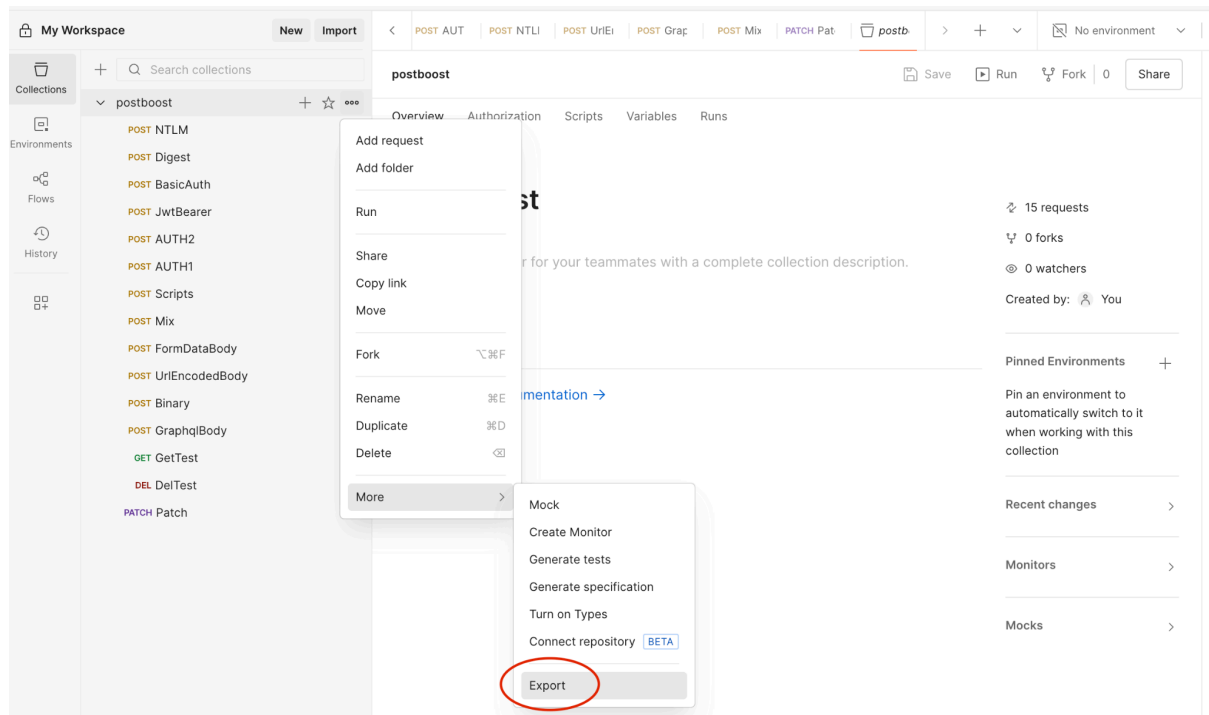 My Workspace New Import
POST AUT POST NTLI POST UrlEi POST Grap POST Mix PATCH Pat postb No environment
Collections
Environments
Flows
History
Search collections
postboost
POST NTLM
POST Digest
POST BasicAuth
POST JwtBearer
POST AUTH2
POST AUTH1
POST Scripts
POST Mix
POST FormDataBody
POST UrlEncodedBody
POST Binary
POST GraphqlBody
GET GetTest
DEL DelTest
PATCH Patch
postboost Save Run Fork 0 Share
Overview Authorization Scripts Variables Runs
Add request
Add folder
Run
Share
Copy link
Move
Fork ⌥⌘F
Rename ⌘E
Duplicate ⌘D
Delete ⌫
More
Mock
Create Monitor
Generate tests
Generate specification
Turn on Types
Connect repository BETA
Export
st
r for your teammates with a complete collection description.
mentation →
15 requests
0 forks
0 watchers
Created by: You
Pinned Environments
Pin an environment to
automatically switch to it
when working with this
collection
Recent changes
Monitors
Mocks